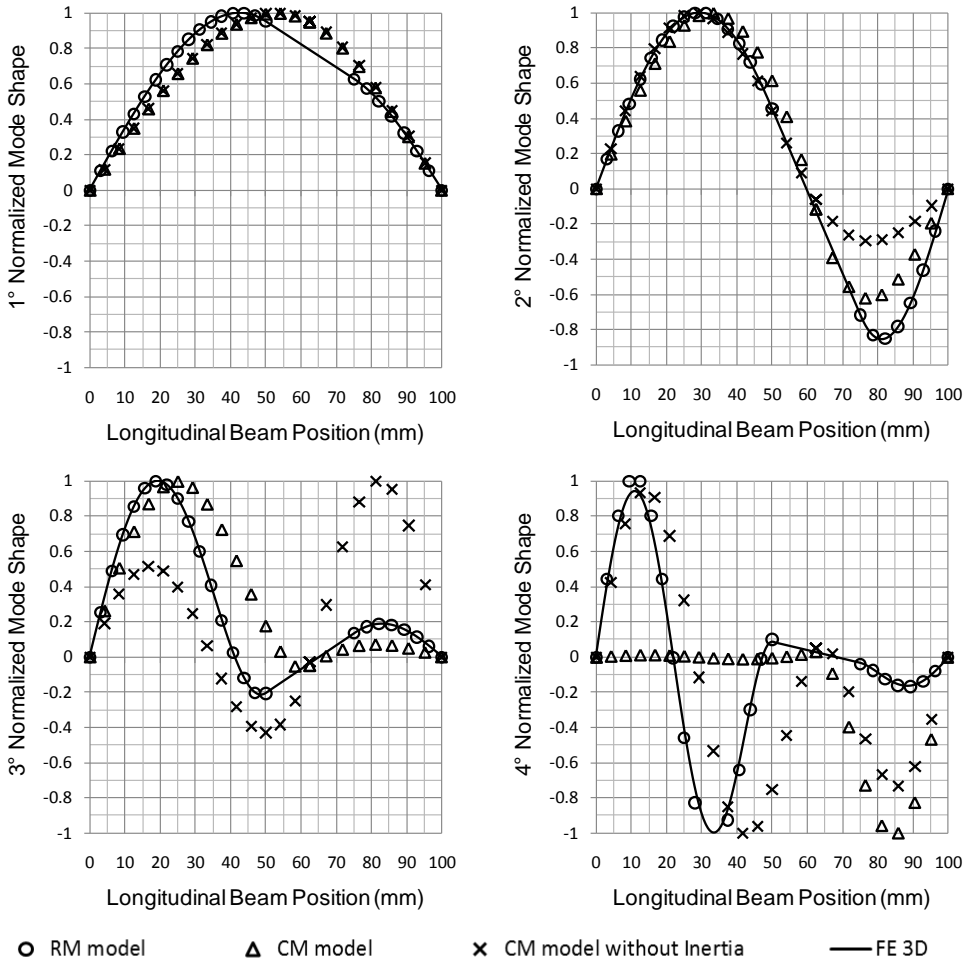 1
0.8
0.6
0.4
0.2
0
-0.2
-0.4
-0.6
-0.8
-1
1° Normalized Mode Shape
0 10 20 30 40 50 60 70 80 90 100
Longitudinal Beam Position (mm)
1
0.8
0.6
0.4
0.2
0
-0.2
-0.4
-0.6
-0.8
-1
2° Normalized Mode Shape
0 10 20 30 40 50 60 70 80 90 100
Longitudinal Beam Position (mm)
1
0.8
0.6
0.4
0.2
0
-0.2
-0.4
-0.6
-0.8
-1
3° Normalized Mode Shape
0 10 20 30 40 50 60 70 80 90 100
Longitudinal Beam Position (mm)
1
0.8
0.6
0.4
0.2
0
-0.2
-0.4
-0.6
-0.8
-1
4° Normalized Mode Shape
0 10 20 30 40 50 60 70 80 90 100
Longitudinal Beam Position (mm)
RM model
CM model
CM model without Inertia
FE 3D